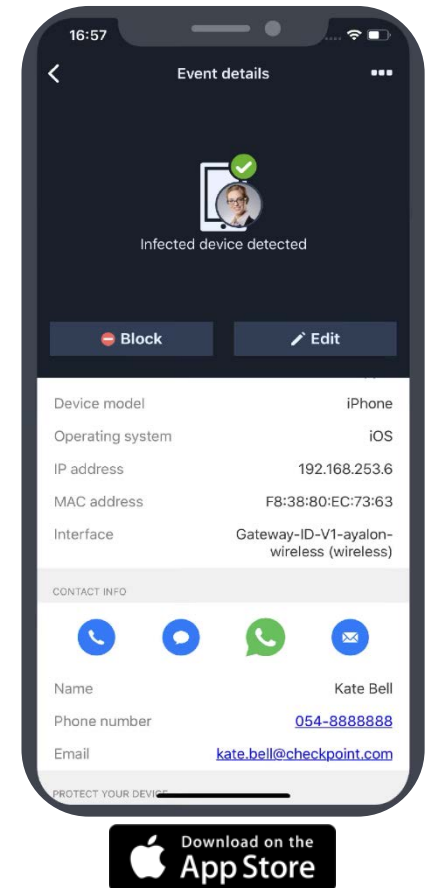 16:57
Event details
Infected device detected
Block
Edit
Device model
iPhone
Operating system
iOS
IP address
192.168.253.6
MAC address
F8:38:80:EC:73:63
Interface
Gateway-ID-V1-ayalon-
wireless (wireless)
CONTACT INFO
Name
Kate Bell
Phone number
054-8888888
Email
kate.bell@checkpoint.com
PROTECT YOUR DEVICE
Download on the
App Store